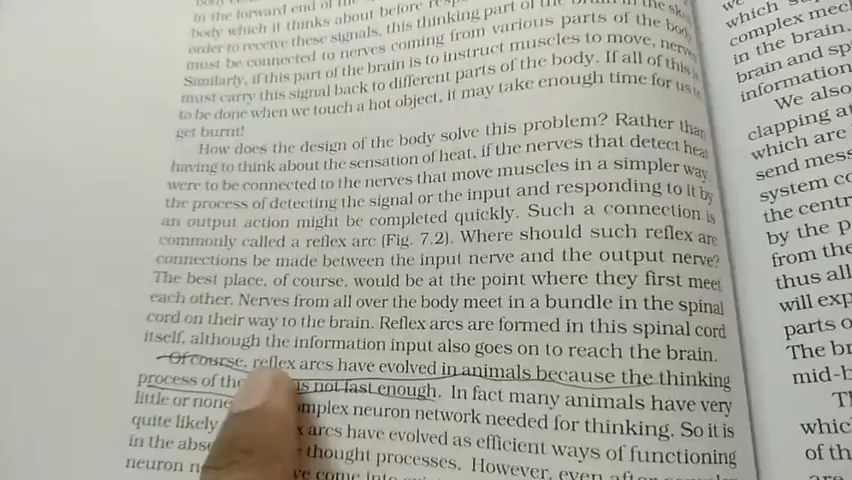 in the forward end of the
body which it thinks about before
order to receive these signals, this thinking part of the brain in the
must be connected to nerves coming from various parts of the body
Similarly, if this part of the brain is to instruct muscles to move, nerves
must carry this signal back to different parts of the body. If all of this is
to be done when we touch a hot object, it may take enough time for us to
get burnt!
How does the design of the body solve this problem? Rather than
having to think about the sensation of heat, if the nerves that detect heat
were to be connected to the nerves that move muscles in a simpler way,
the process of detecting the signal or the input and responding to it by
an output action might be completed quickly. Such a connection is
commonly called a reflex arc (Fig. 7.2). Where should such reflex arc
connections be made between the input nerve and the output nerve?
The best place, of course, would be at the point where they first meet
each other. Nerves from all over the body meet in a bundle in the spinal
cord on their way to the brain. Reflex arcs are formed in this spinal cord
itself, although the information input also goes on to reach the brain.
Of course, reflex arcs have evolved in animals because the thinking
process of the is not fast enough. In fact many animals have very
little or none mplex neuron network needed for thinking. So it is
quite likely x arcs have evolved as efficient ways of functioning
in the abse thought processes. However, even after
neuron n ve come into
we
which
complex mec
in the brain.
brain and sp
information
We also
clapping a
which are
send mess
system co
the centr
by the p
from the
thus all
will exp
parts o
The br
mid-b
Th
whic
of th
are